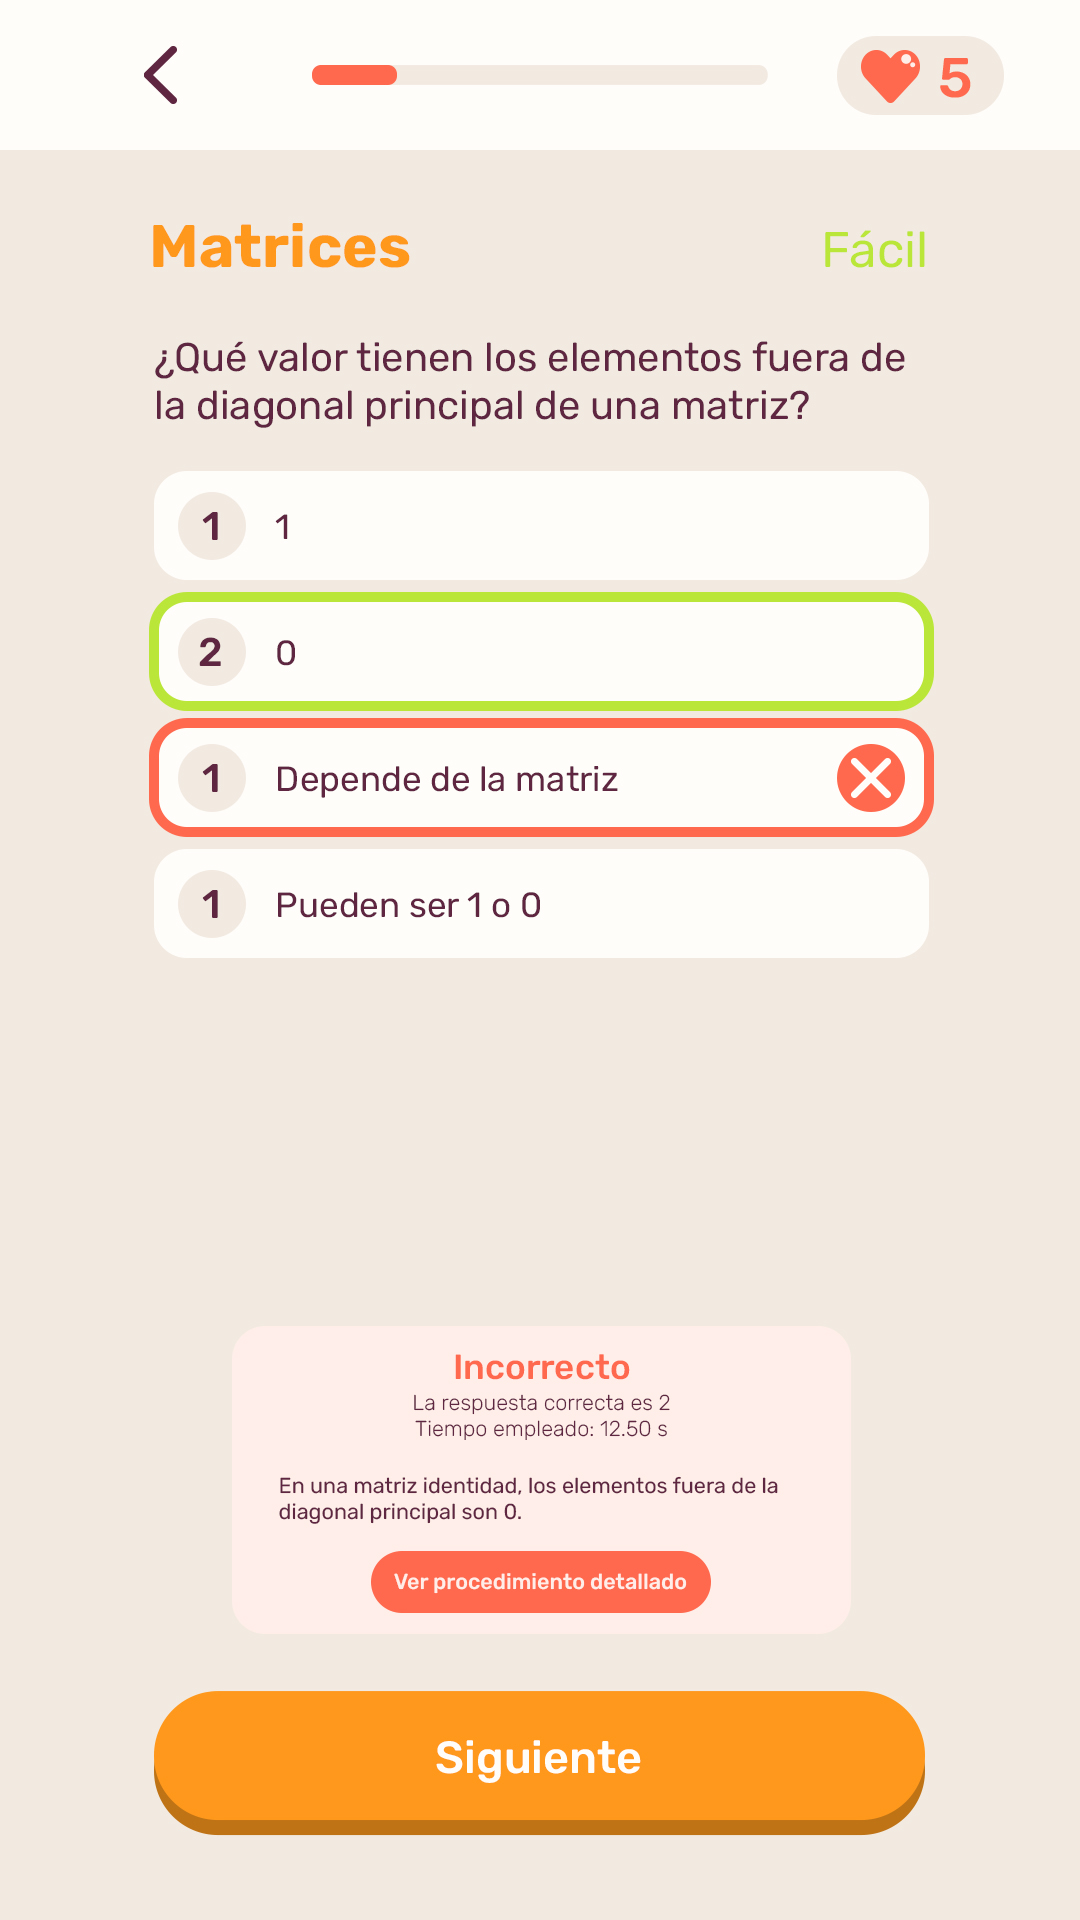 5
Matrices
Fácil
¿Qué valor tienen los elementos fuera de
la diagonal principal de una matriz?
1 1
2 0
1 Depende de la matriz
1 Pueden ser 1 o 0
Incorrecto
La respuesta correcta es 2
Tiempo empleado: 12.50 s
En una matriz identidad, los elementos fuera de la
diagonal principal son 0.
Ver procedimiento detallado
Siguiente